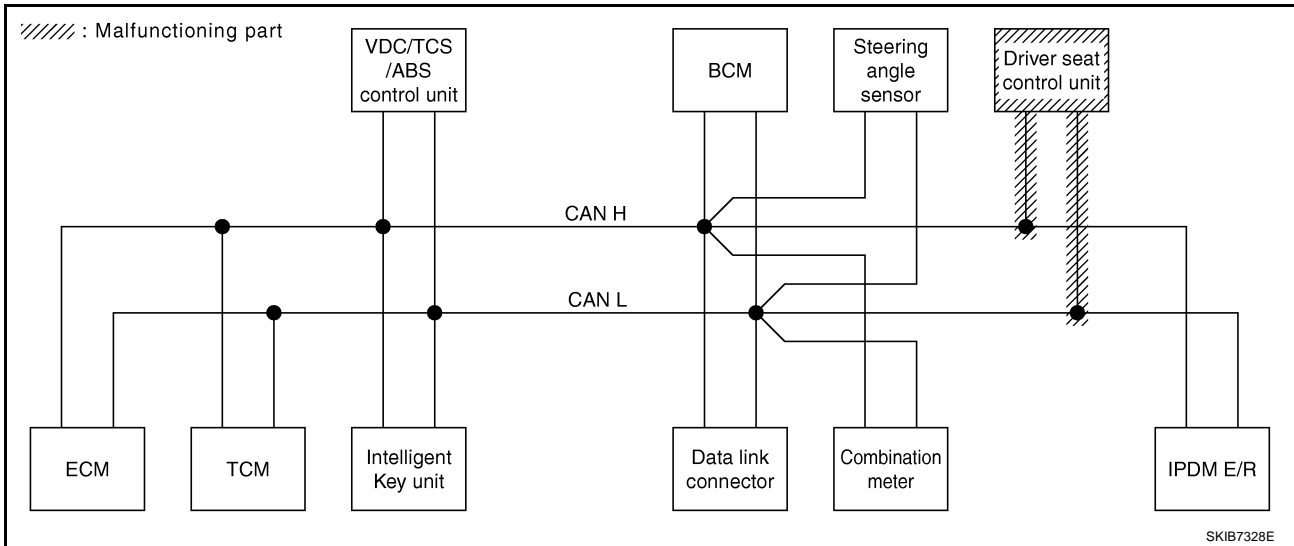 : Malfunctioning part
VDC/TCS
/ABS
control unit
BCM
Steering
angle
sensor
Driver seat
control unit
CAN H
CAN L
ECM
TCM
Intelligent
Key unit
Data link
connector
Combination
meter
IPDM E/R
SKIB7328E